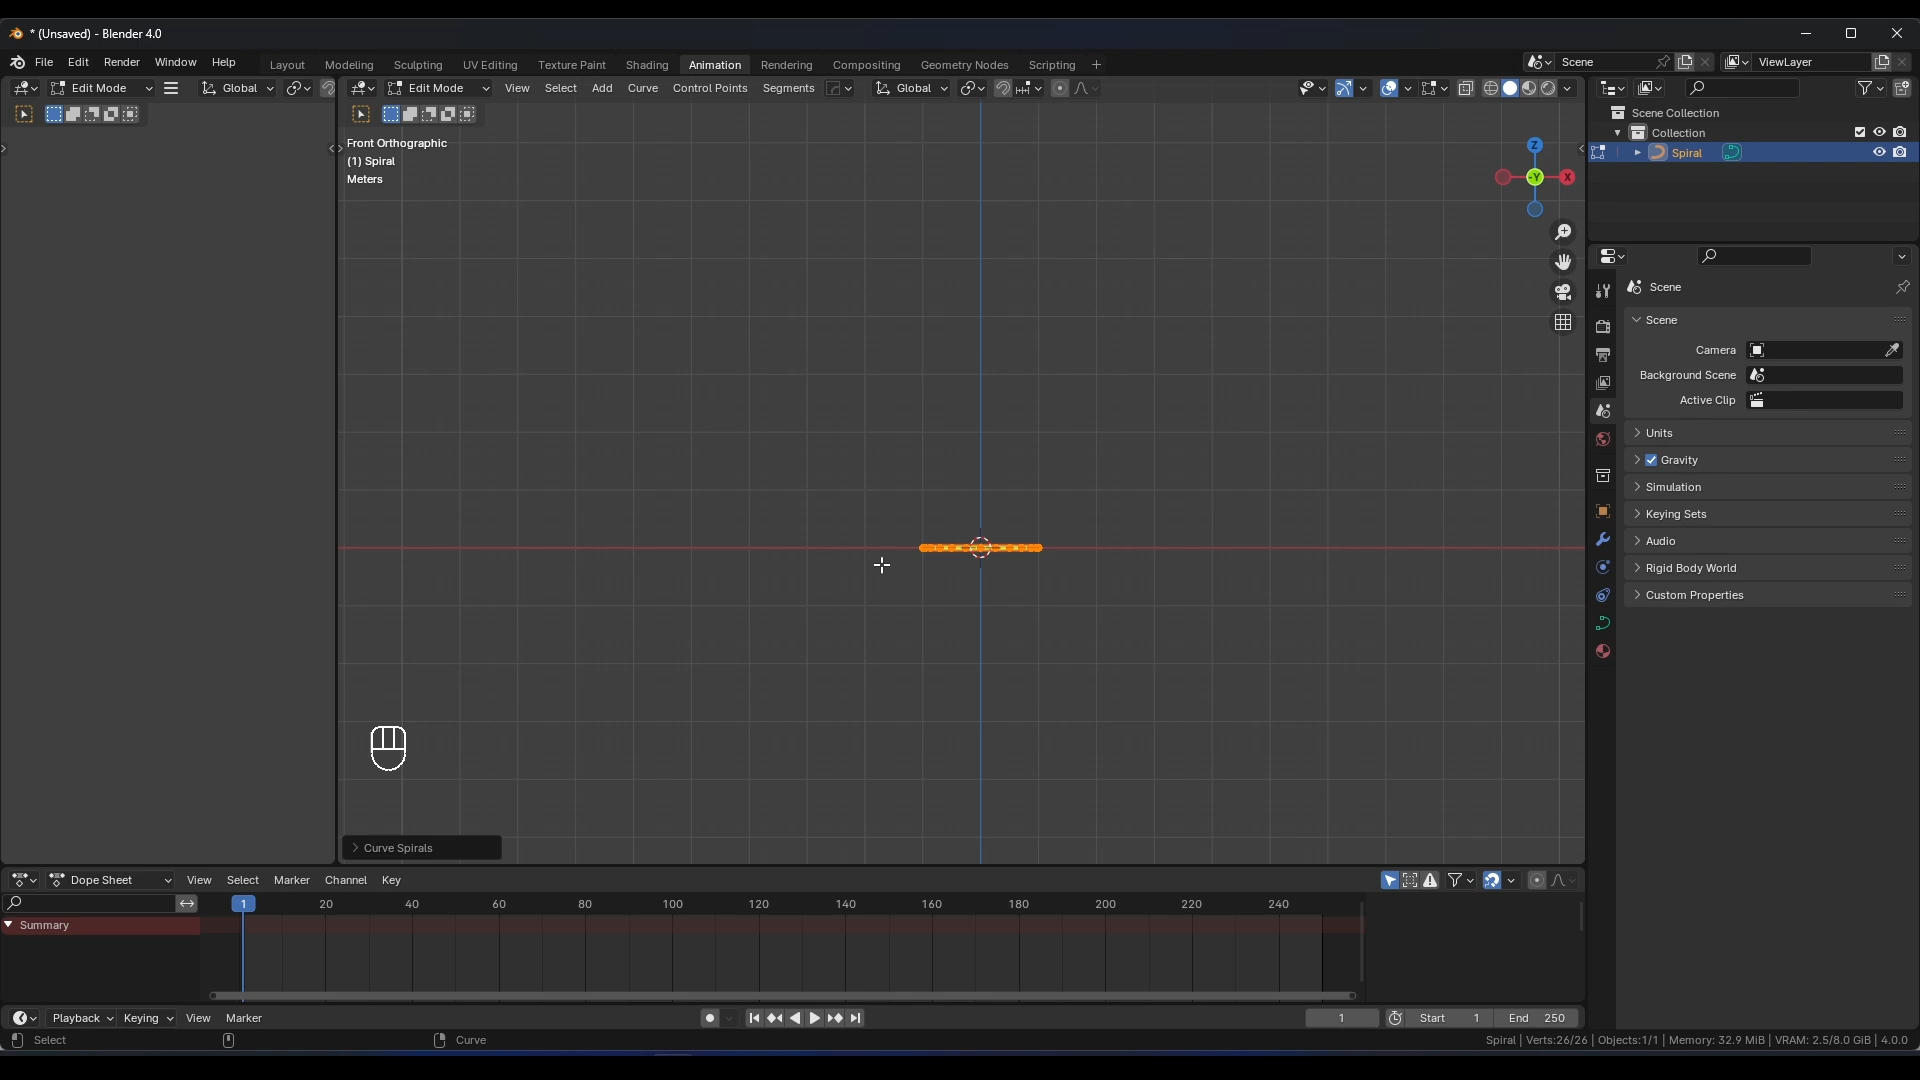 * (Unsaved) - Blender 4.0
File Edit Render Window Help
Layout Modeling Sculpting UV Editing Texture Paint Shading Animation Rendering Compositing Geometry Nodes Scripting +
Scene
ViewLayer
Edit Mode
Global
Edit Mode
View Select Add Curve Control Points Segments
Global
Front Orthographic
(1) Spiral
Meters
Z
-Y
X
Curve Spirals
Scene Collection
Collection
Spiral
Scene
Scene
Camera
Background Scene
Active Clip
Units
Gravity
Simulation
Keying Sets
Audio
Rigid Body World
Custom Properties
Dope Sheet View Select Marker Channel Key
1 20 40 60 80 100 120 140 160 180 200 220 240
Summary
Playback Keying View Marker
1
Start 1
End 250
Select
Curve
Spiral | Verts:26/26 | Objects:1/1 | Memory: 32.9 MiB | VRAM: 2.5/8.0 GiB | 4.0.0